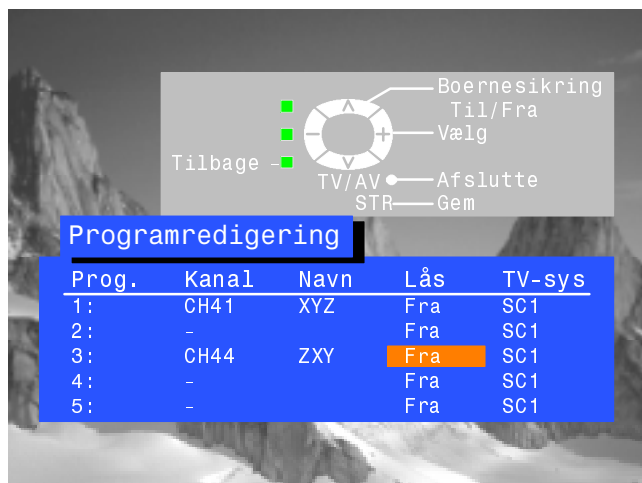 Boernesikring
Til/Fra
Vælg
Tilbage
TV/AV Afslutte
STR Gem
Programredigering
Prog. Kanal Navn Lås TV-sys
1: CH41 XYZ Fra SC1
2: - Fra SC1
3: CH44 ZXY Fra SC1
4: - Fra SC1
5: - Fra SC1